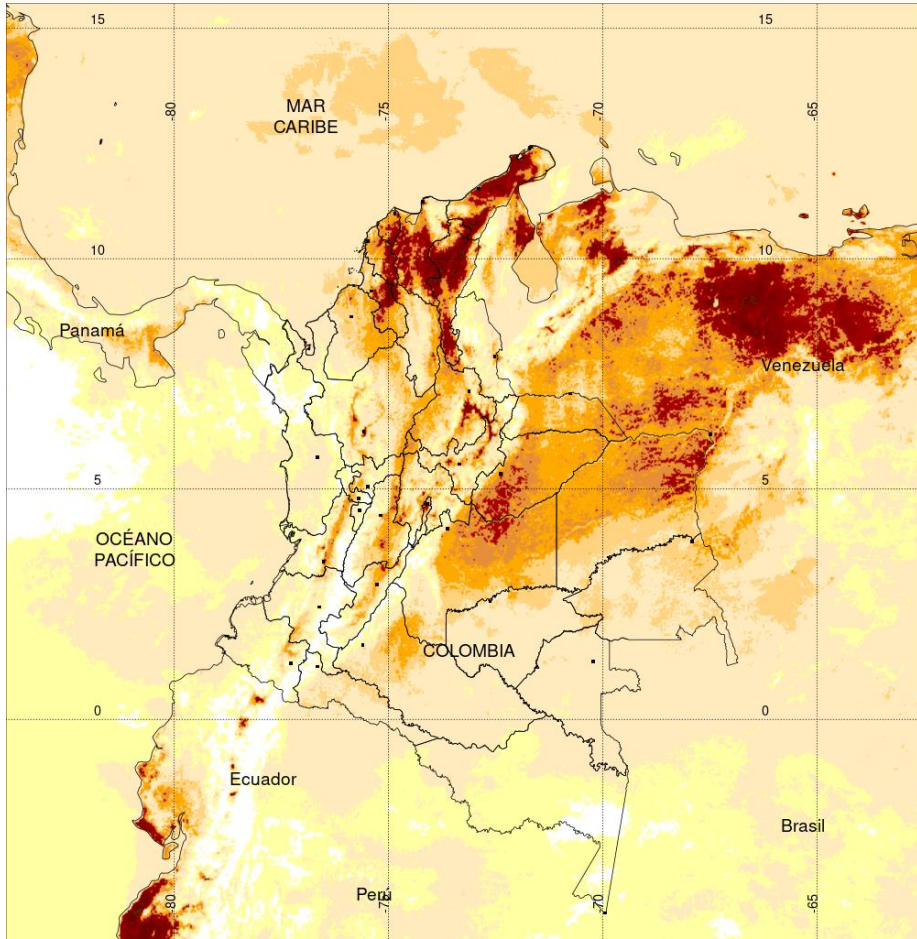 15
15
-80
-75
-70
-65
MAR
CARIBE
10
10
Panamá
Venezuela
5
5
OCÉANO
PACÍFICO
COLOMBIA
0
0
Ecuador
Brasil
Perú
-80
-75
-70
-65